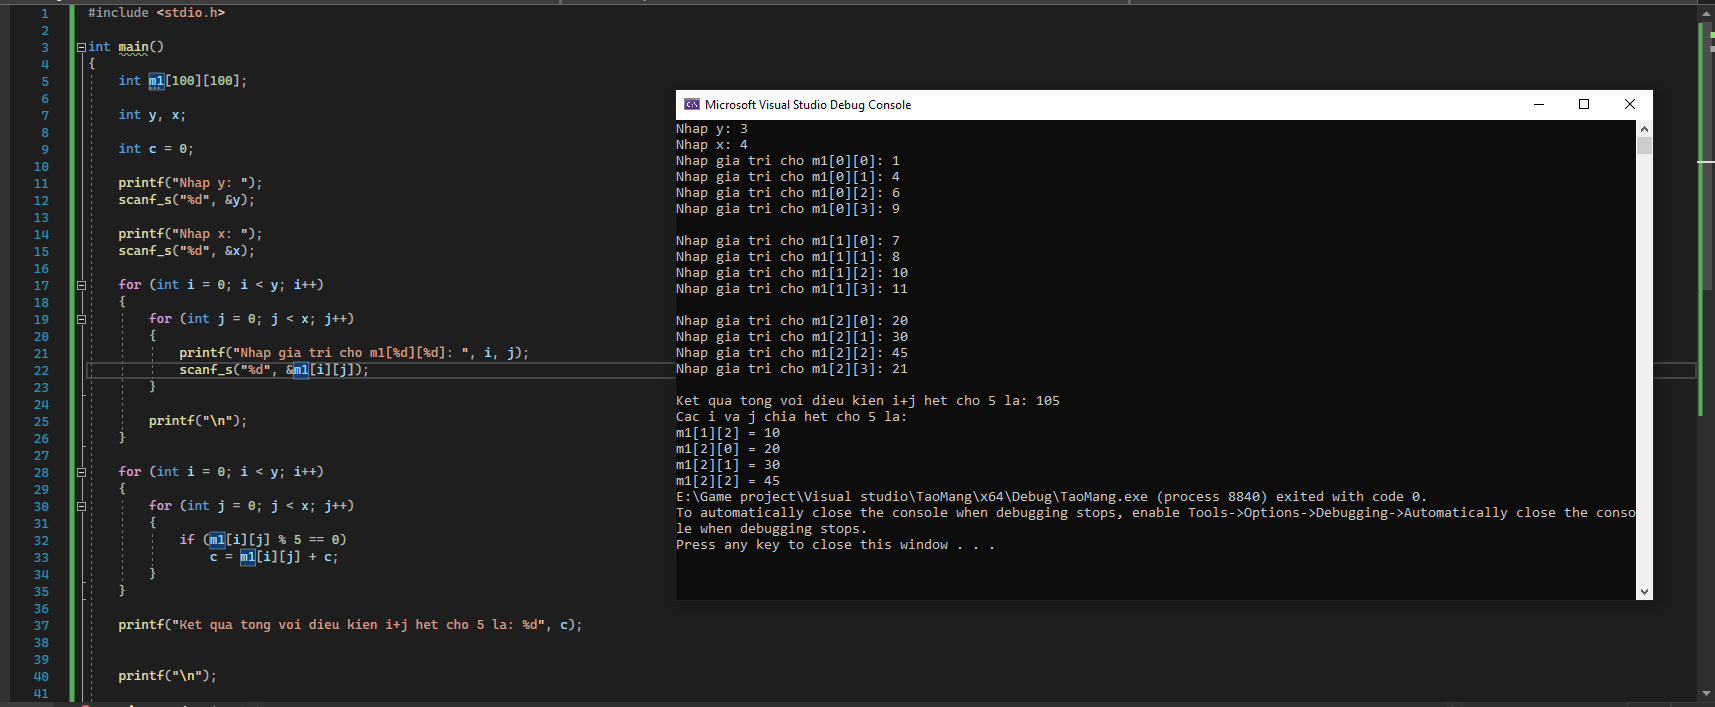 1 #include <stdio.h>
2
3 int main()
4 {
5 int m1[100][100];
6
7 int y, x;
8
9 int c = 0;
10
11 printf("Nhap y: ");
12 scanf_s("%d", &y);
13
14 printf("Nhap x: ");
15 scanf_s("%d", &x);
16
17 for (int i = 0; i < y; i++)
18 {
19 for (int j = 0; j < x; j++)
20 {
21 printf("Nhap gia tri cho m1[%d][%d]: ", i, j);
22 scanf_s("%d", &m1[i][j]);
23 }
24
25 printf("\n");
26 }
27
28 for (int i = 0; i < y; i++)
29 {
30 for (int j = 0; j < x; j++)
31 {
32 if (m1[i][j] % 5 == 0)
33 c = m1[i][j] + c;
34 }
35 }
36
37 printf("Ket qua tong voi dieu kien i+j het cho 5 la: %d", c);
38
39
40 printf("\n");
41
Microsoft Visual Studio Debug Console
Nhap y: 3
Nhap x: 4
Nhap gia tri cho m1[0][0]: 1
Nhap gia tri cho m1[0][1]: 4
Nhap gia tri cho m1[0][2]: 6
Nhap gia tri cho m1[0][3]: 9
Nhap gia tri cho m1[1][0]: 7
Nhap gia tri cho m1[1][1]: 8
Nhap gia tri cho m1[1][2]: 10
Nhap gia tri cho m1[1][3]: 11
Nhap gia tri cho m1[2][0]: 20
Nhap gia tri cho m1[2][1]: 30
Nhap gia tri cho m1[2][2]: 45
Nhap gia tri cho m1[2][3]: 21
Ket qua tong voi dieu kien i+j het cho 5 la: 105
Cac i va j chia het cho 5 la:
m1[1][2] = 10
m1[2][0] = 20
m1[2][1] = 30
m1[2][2] = 45
E:\Game project\Visual studio\TaoMang\x64\Debug\TaoMang.exe (process 8840) exited with code 0.
To automatically close the console when debugging stops, enable Tools->Options->Debugging->Automatically close the conso
le when debugging stops.
Press any key to close this window . . .